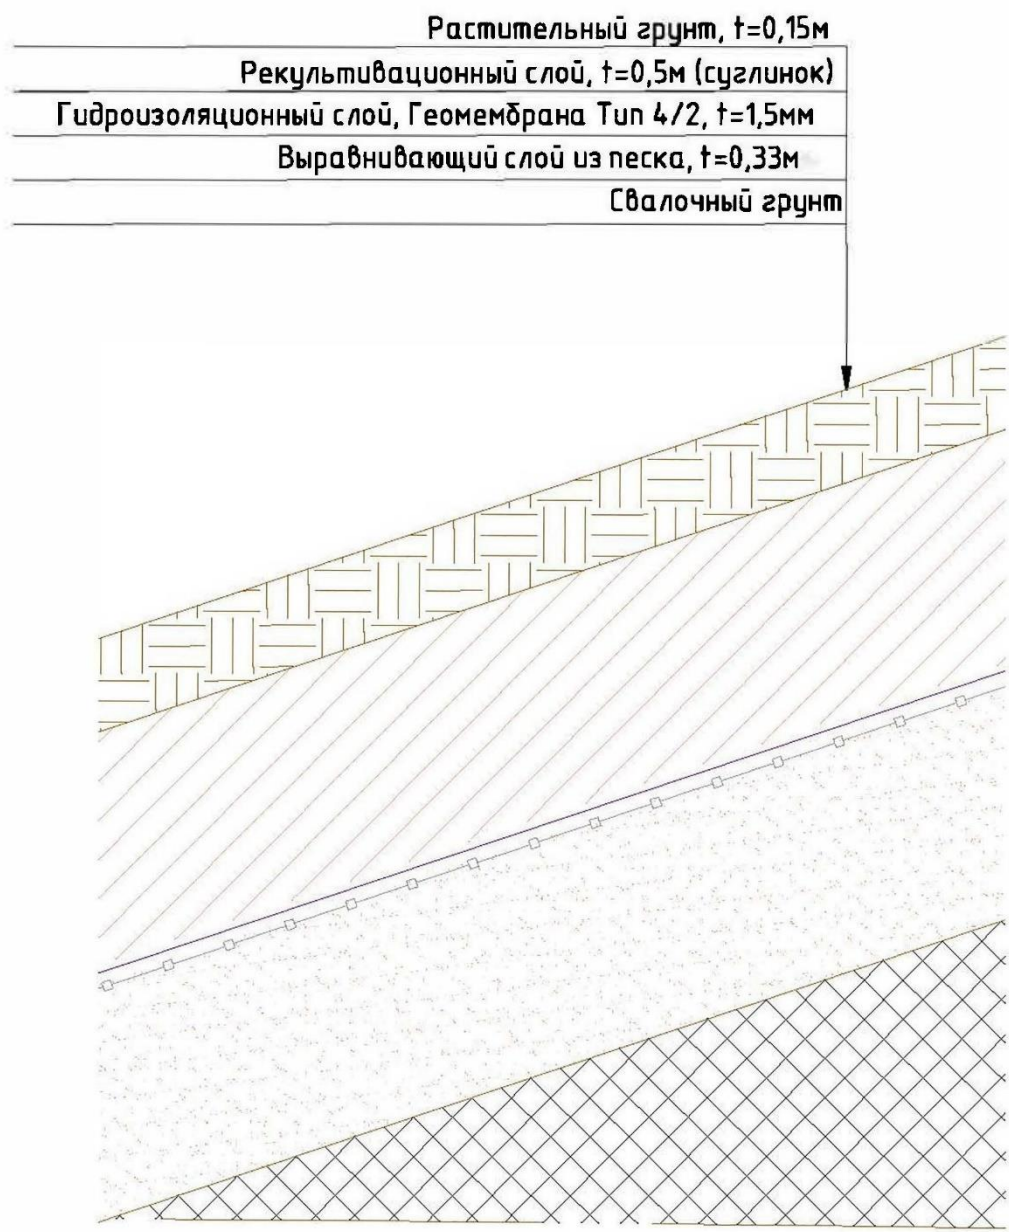 Растительный грунт, t=0,15м
Рекультивационный слой, t=0,5м (суглинок)
Гидроизоляционный слой, Геомембрана Тип 4/2, t=1,5мм
Выравнивающий слой из песка, t=0,33м
Свалочный грунт